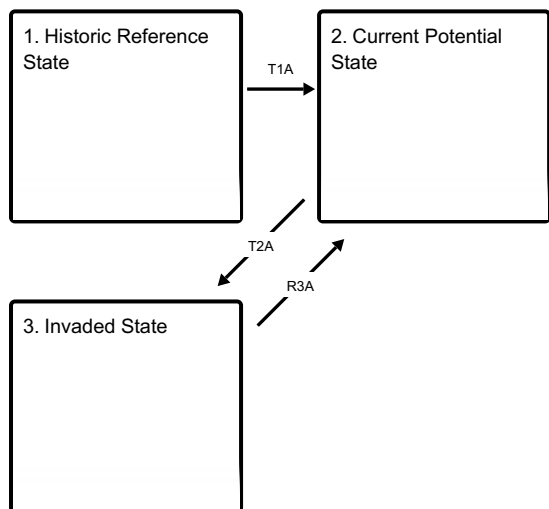 1. Historic Reference
State
T1A
2. Current Potential
State
T2A
R3A
3. Invaded State